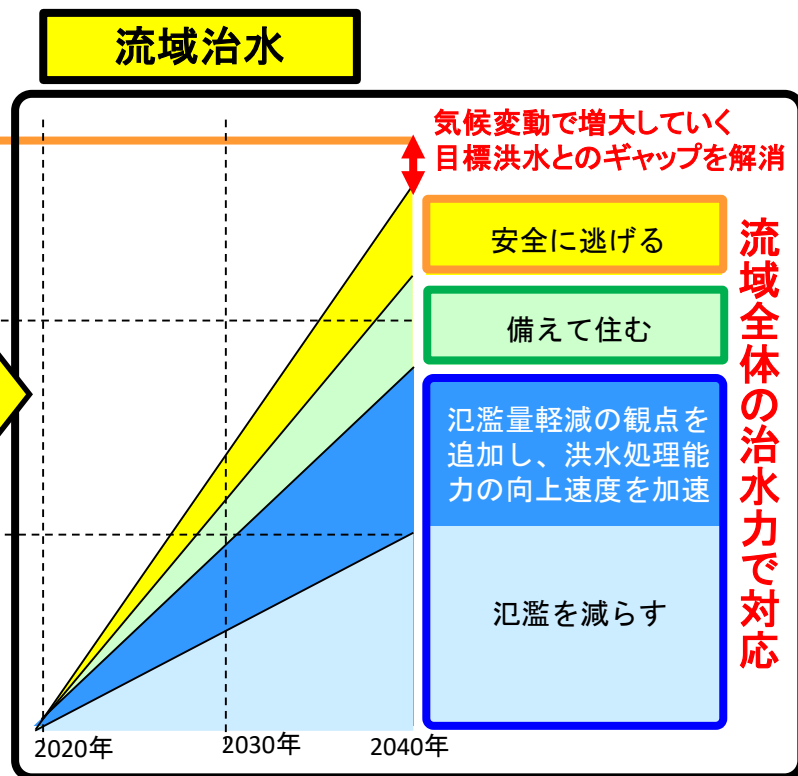 流域治水
気候変動で増大していく
目標洪水とのギャップを解消
安全に逃げる
備えて住む
氾濫量軽減の観点を
追加し、洪水処理能
力の向上速度を加速
氾濫を減らす
流域全体の治水力で対応
2020年
2030年
2040年